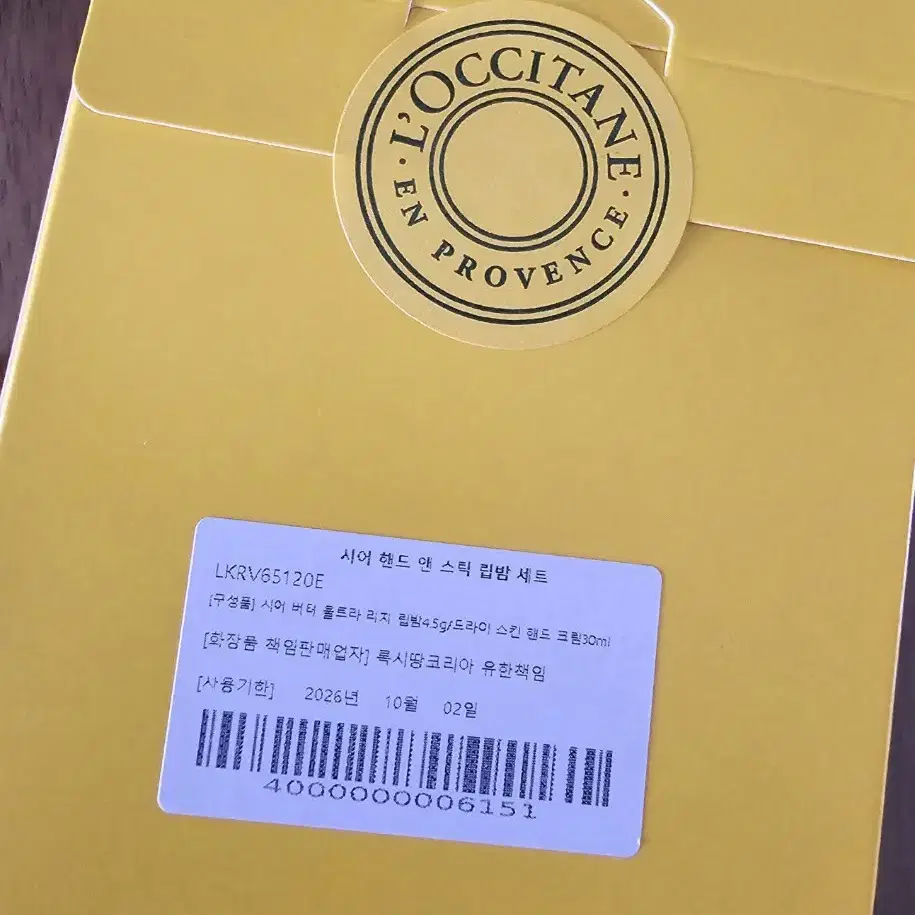 L'OCCITANE
EN PROVENCE
시어 핸드 앤 스틱 립밤 세트
LKRV65120E
[구성품] 시어 버터 울트라 리치 립밤4.5g/드라이 스킨 핸드 크림30ml
[화장품 책임판매업자] 록시땅코리아 유한책임
[사용기한] 2026년 10월 02일
4000000006151